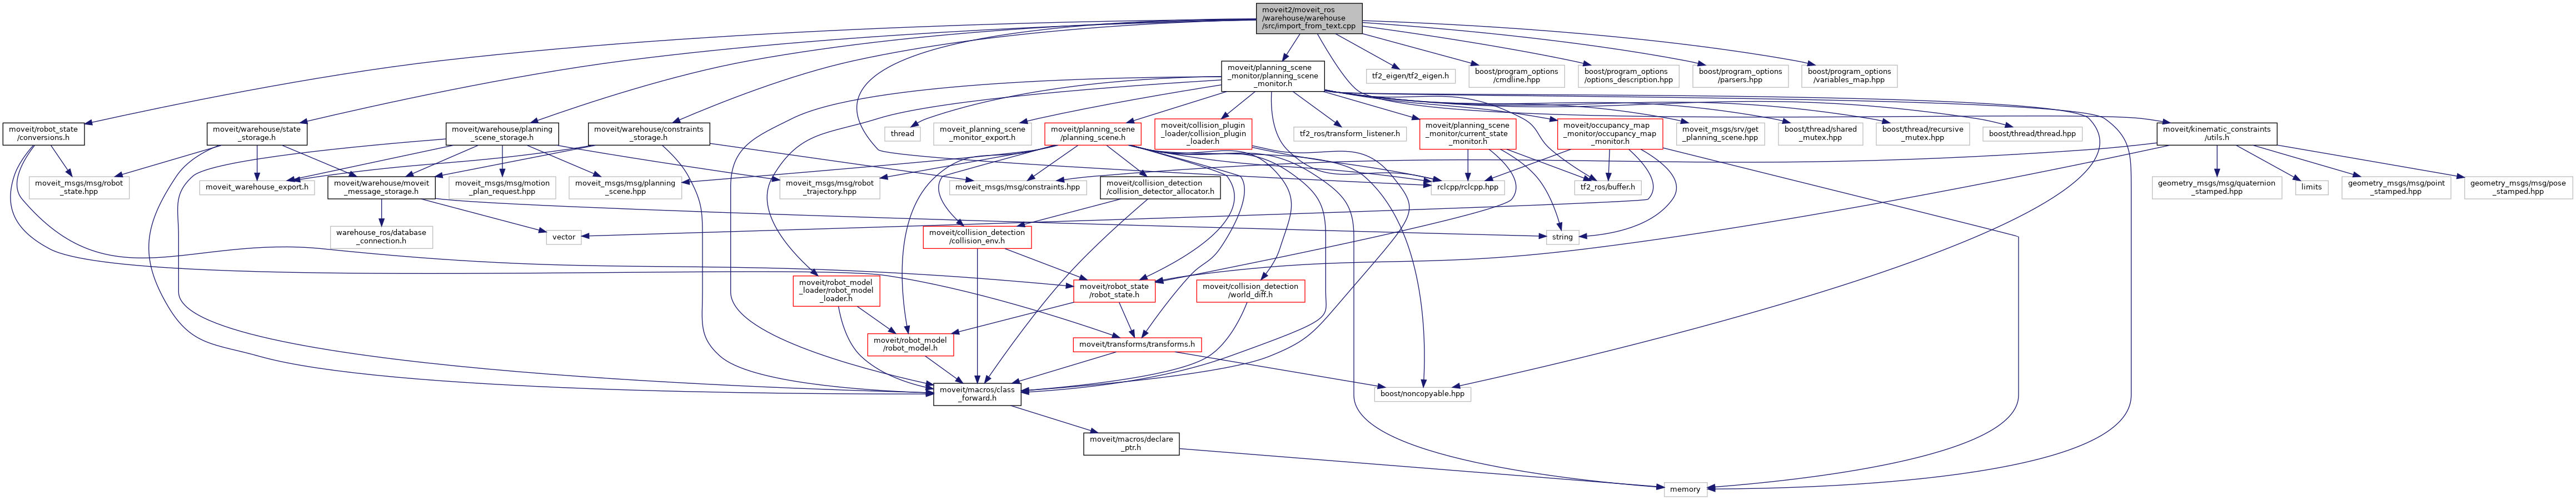 moveit2/moveit_ros
/warehouse/warehouse
/src/import_from_text.cpp
moveit/planning_scene
_monitor/planning_scene
_monitor.h
tf2_eigen/tf2_eigen.h
boost/program_options
/cmdline.hpp
boost/program_options
/options_description.hpp
boost/program_options
/parsers.hpp
boost/program_options
/variables_map.hpp
moveit/robot_state
/conversions.h
moveit/warehouse/state
_storage.h
moveit/warehouse/planning
_scene_storage.h
moveit/warehouse/constraints
_storage.h
thread
moveit_planning_scene
_monitor_export.h
moveit/planning_scene
/planning_scene.h
moveit/collision_plugin
_loader/collision_plugin
_loader.h
tf2_ros/transform_listener.h
moveit/planning_scene
_monitor/current_state
_monitor.h
moveit/occupancy_map
_monitor/occupancy_map
_monitor.h
moveit_msgs/srv/get
_planning_scene.hpp
boost/thread/shared
_mutex.hpp
boost/thread/recursive
_mutex.hpp
boost/thread/thread.hpp
moveit/kinematic_constraints
/utils.h
moveit_msgs/msg/robot
_state.hpp
moveit_warehouse_export.h
moveit/warehouse/moveit
_message_storage.h
moveit_msgs/msg/motion
_plan_request.hpp
moveit_msgs/msg/planning
_scene.hpp
moveit_msgs/msg/robot
_trajectory.hpp
moveit_msgs/msg/constraints.hpp
moveit/collision_detection
/collision_detector_allocator.h
rclcpp/rclcpp.hpp
tf2_ros/buffer.h
geometry_msgs/msg/quaternion
_stamped.hpp
limits
geometry_msgs/msg/point
_stamped.hpp
geometry_msgs/msg/pose
_stamped.hpp
warehouse_ros/database
_connection.h
vector
moveit/collision_detection
/collision_env.h
string
moveit/robot_model
_loader/robot_model
_loader.h
moveit/robot_state
/robot_state.h
moveit/collision_detection
/world_diff.h
moveit/robot_model
/robot_model.h
moveit/transforms/transforms.h
moveit/macros/class
_forward.h
boost/noncopyable.hpp
moveit/macros/declare
_ptr.h
memory